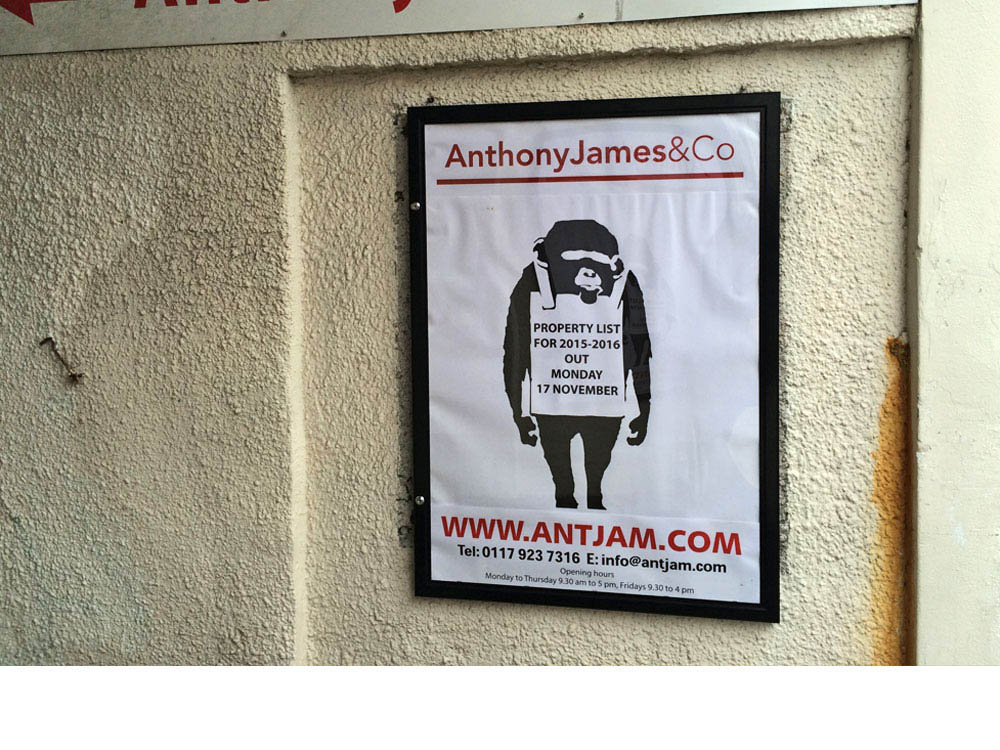 AnthonyJames&Co
PROPERTY LIST
FOR 2015-2016
OUT
MONDAY
17 NOVEMBER
WWW.ANTJAM.COM
Tel: 0117 923 7316 E: info@antjam.com
Opening hours
Monday to Thursday 9.30 am to 5 pm, Fridays 9.30 to 4 pm